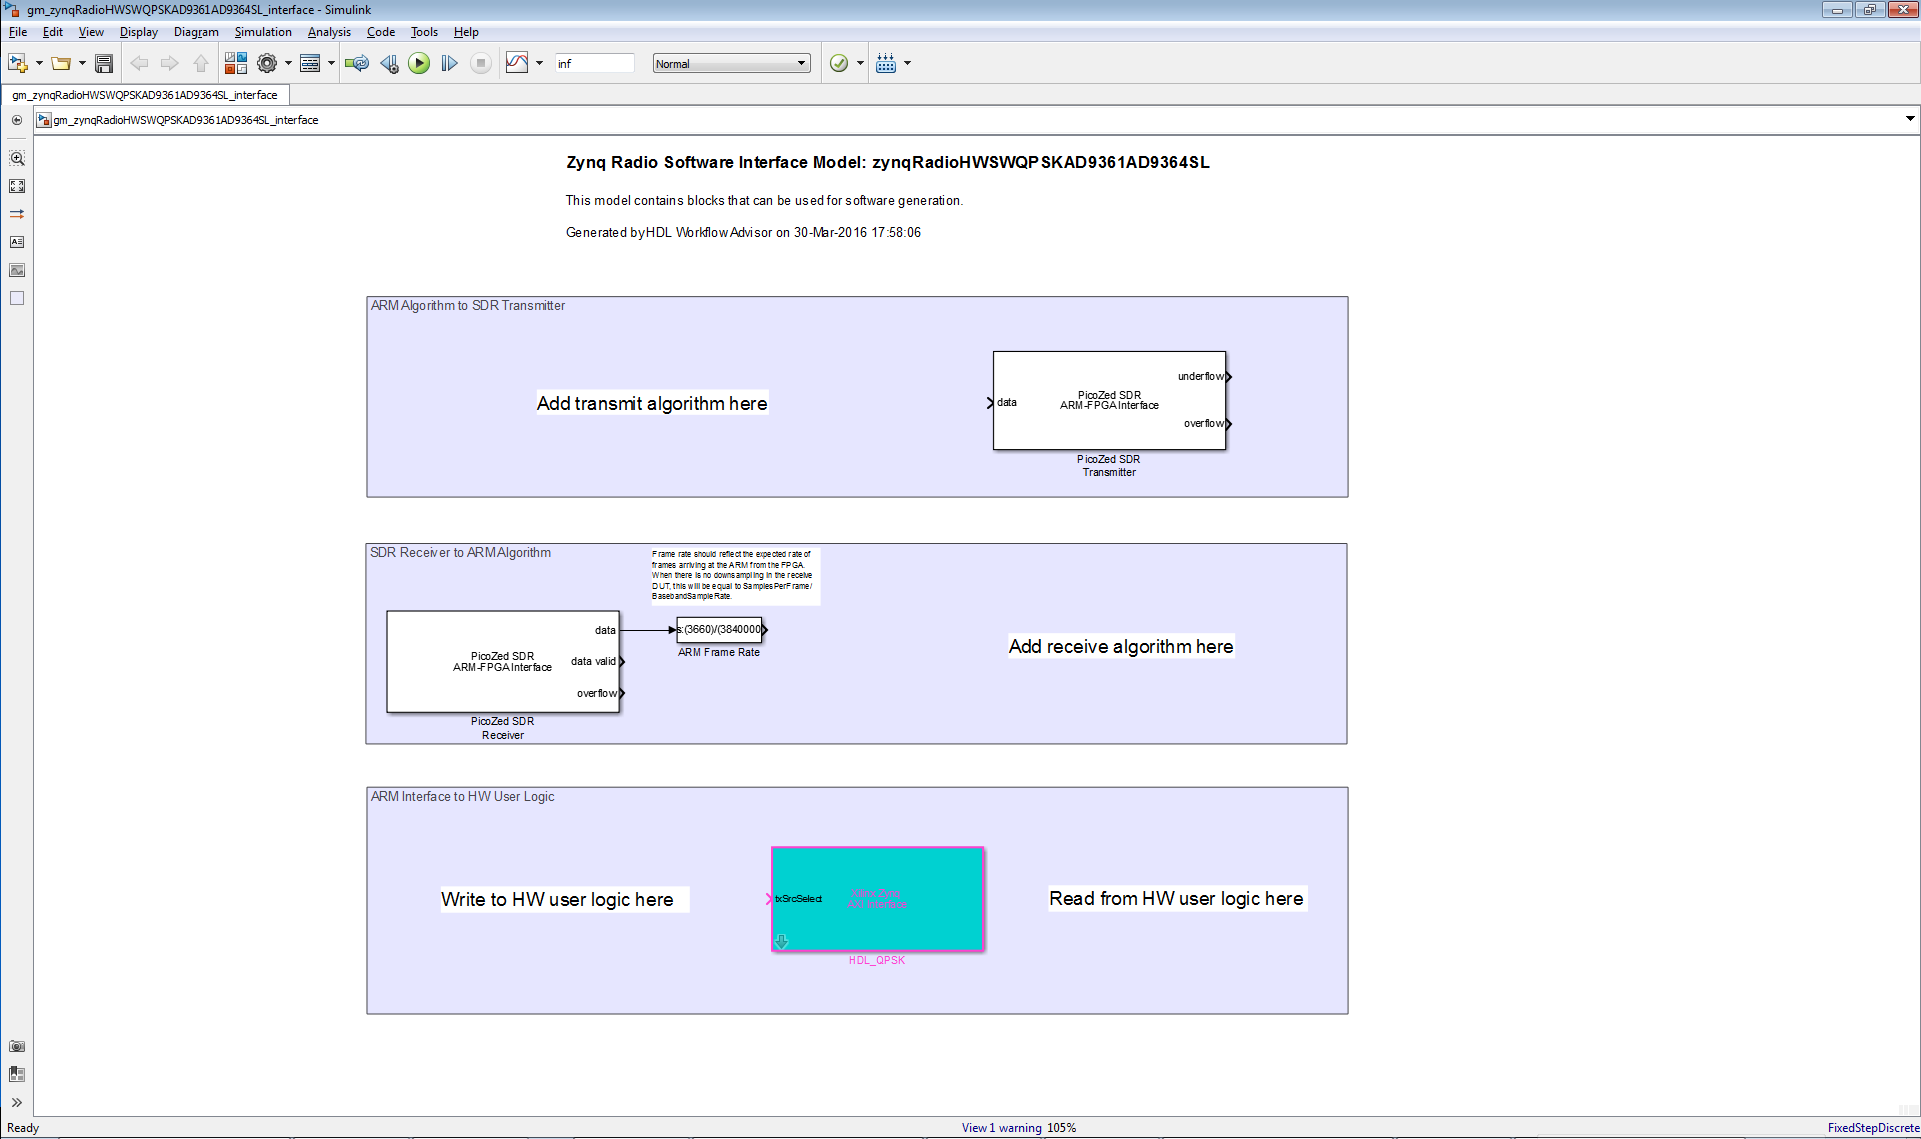 gm_zynqRadioHWSWQPSKAD9361AD9364SL_interface - Simulink
File Edit View Display Diagram Simulation Analysis Code Tools Help
inf Normal
gm_zynqRadioHWSWQPSKAD9361AD9364SL_interface
gm_zynqRadioHWSWQPSKAD9361AD9364SL_interface
Zynq Radio Software Interface Model: zynqRadioHWSWQPSKAD9361AD9364SL
This model contains blocks that can be used for software generation.
Generated by HDL Workflow Advisor on 30-Mar-2016 17:58:06
ARM Algorithm to SDR Transmitter
Add transmit algorithm here
data
PicoZed SDR
ARM-FPGA Interface
underflow
overflow
PicoZed SDR
Transmitter
SDR Receiver to ARM Algorithm
Frame rate should reflect the expected rate of
frames arriving at the ARM from the FPGA.
When there is no downsampling in the receive
DUT, this will be equal to SamplesPerFrame/
BasebandSampleRate.
PicoZed SDR
ARM-FPGA Interface
data
data valid
overflow
PicoZed SDR
Receiver
s:(3660)/(3840000
ARM Frame Rate
Add receive algorithm here
ARM Interface to HW User Logic
Write to HW user logic here
txSrcSelect
HDL_QPSK
Read from HW user logic here
Ready
View 1 warning 105%
FixedStepDiscrete